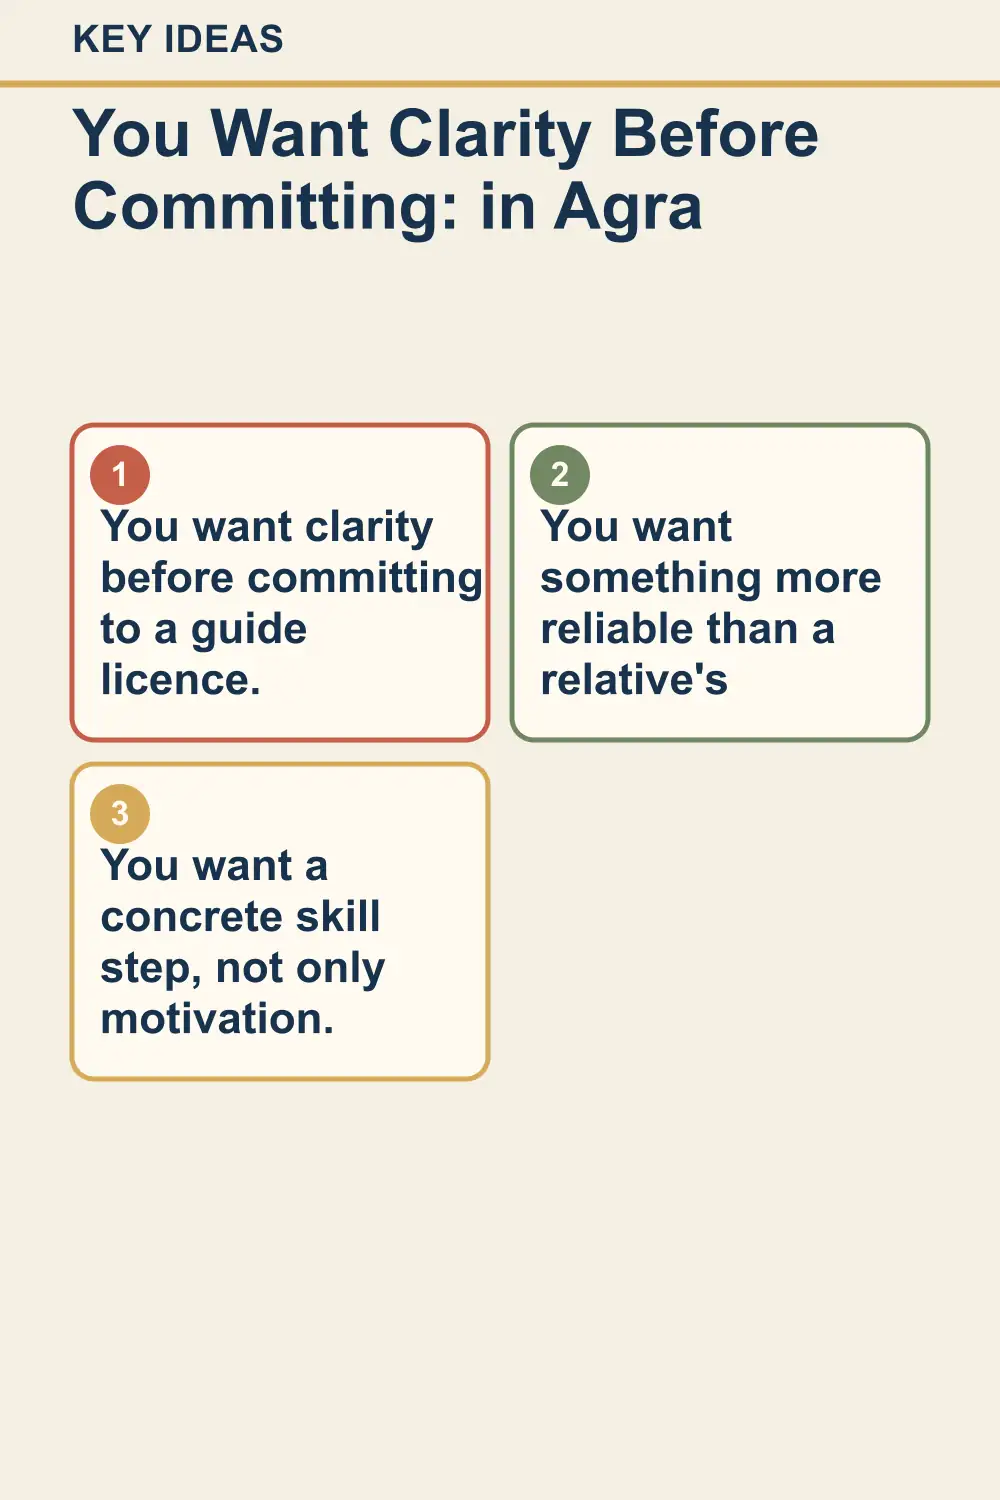 KEY IDEAS
You Want Clarity Before
Committing: in Agra
1
You want clarity
before committing
to a guide
licence.
2
You want
something more
reliable than a
relative's
3
You want a
concrete skill
step, not only
motivation.